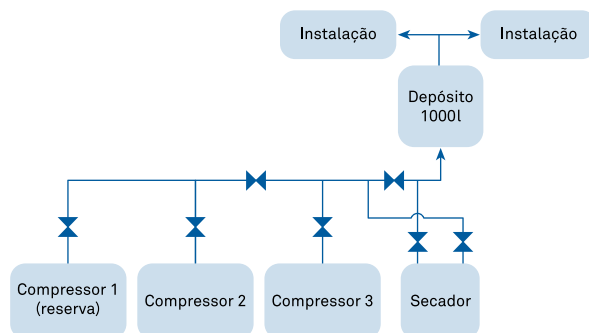 Instalação
Instalação
Depósito
1000l
Compressor 1
(reserva)
Compressor 2
Compressor 3
Secador